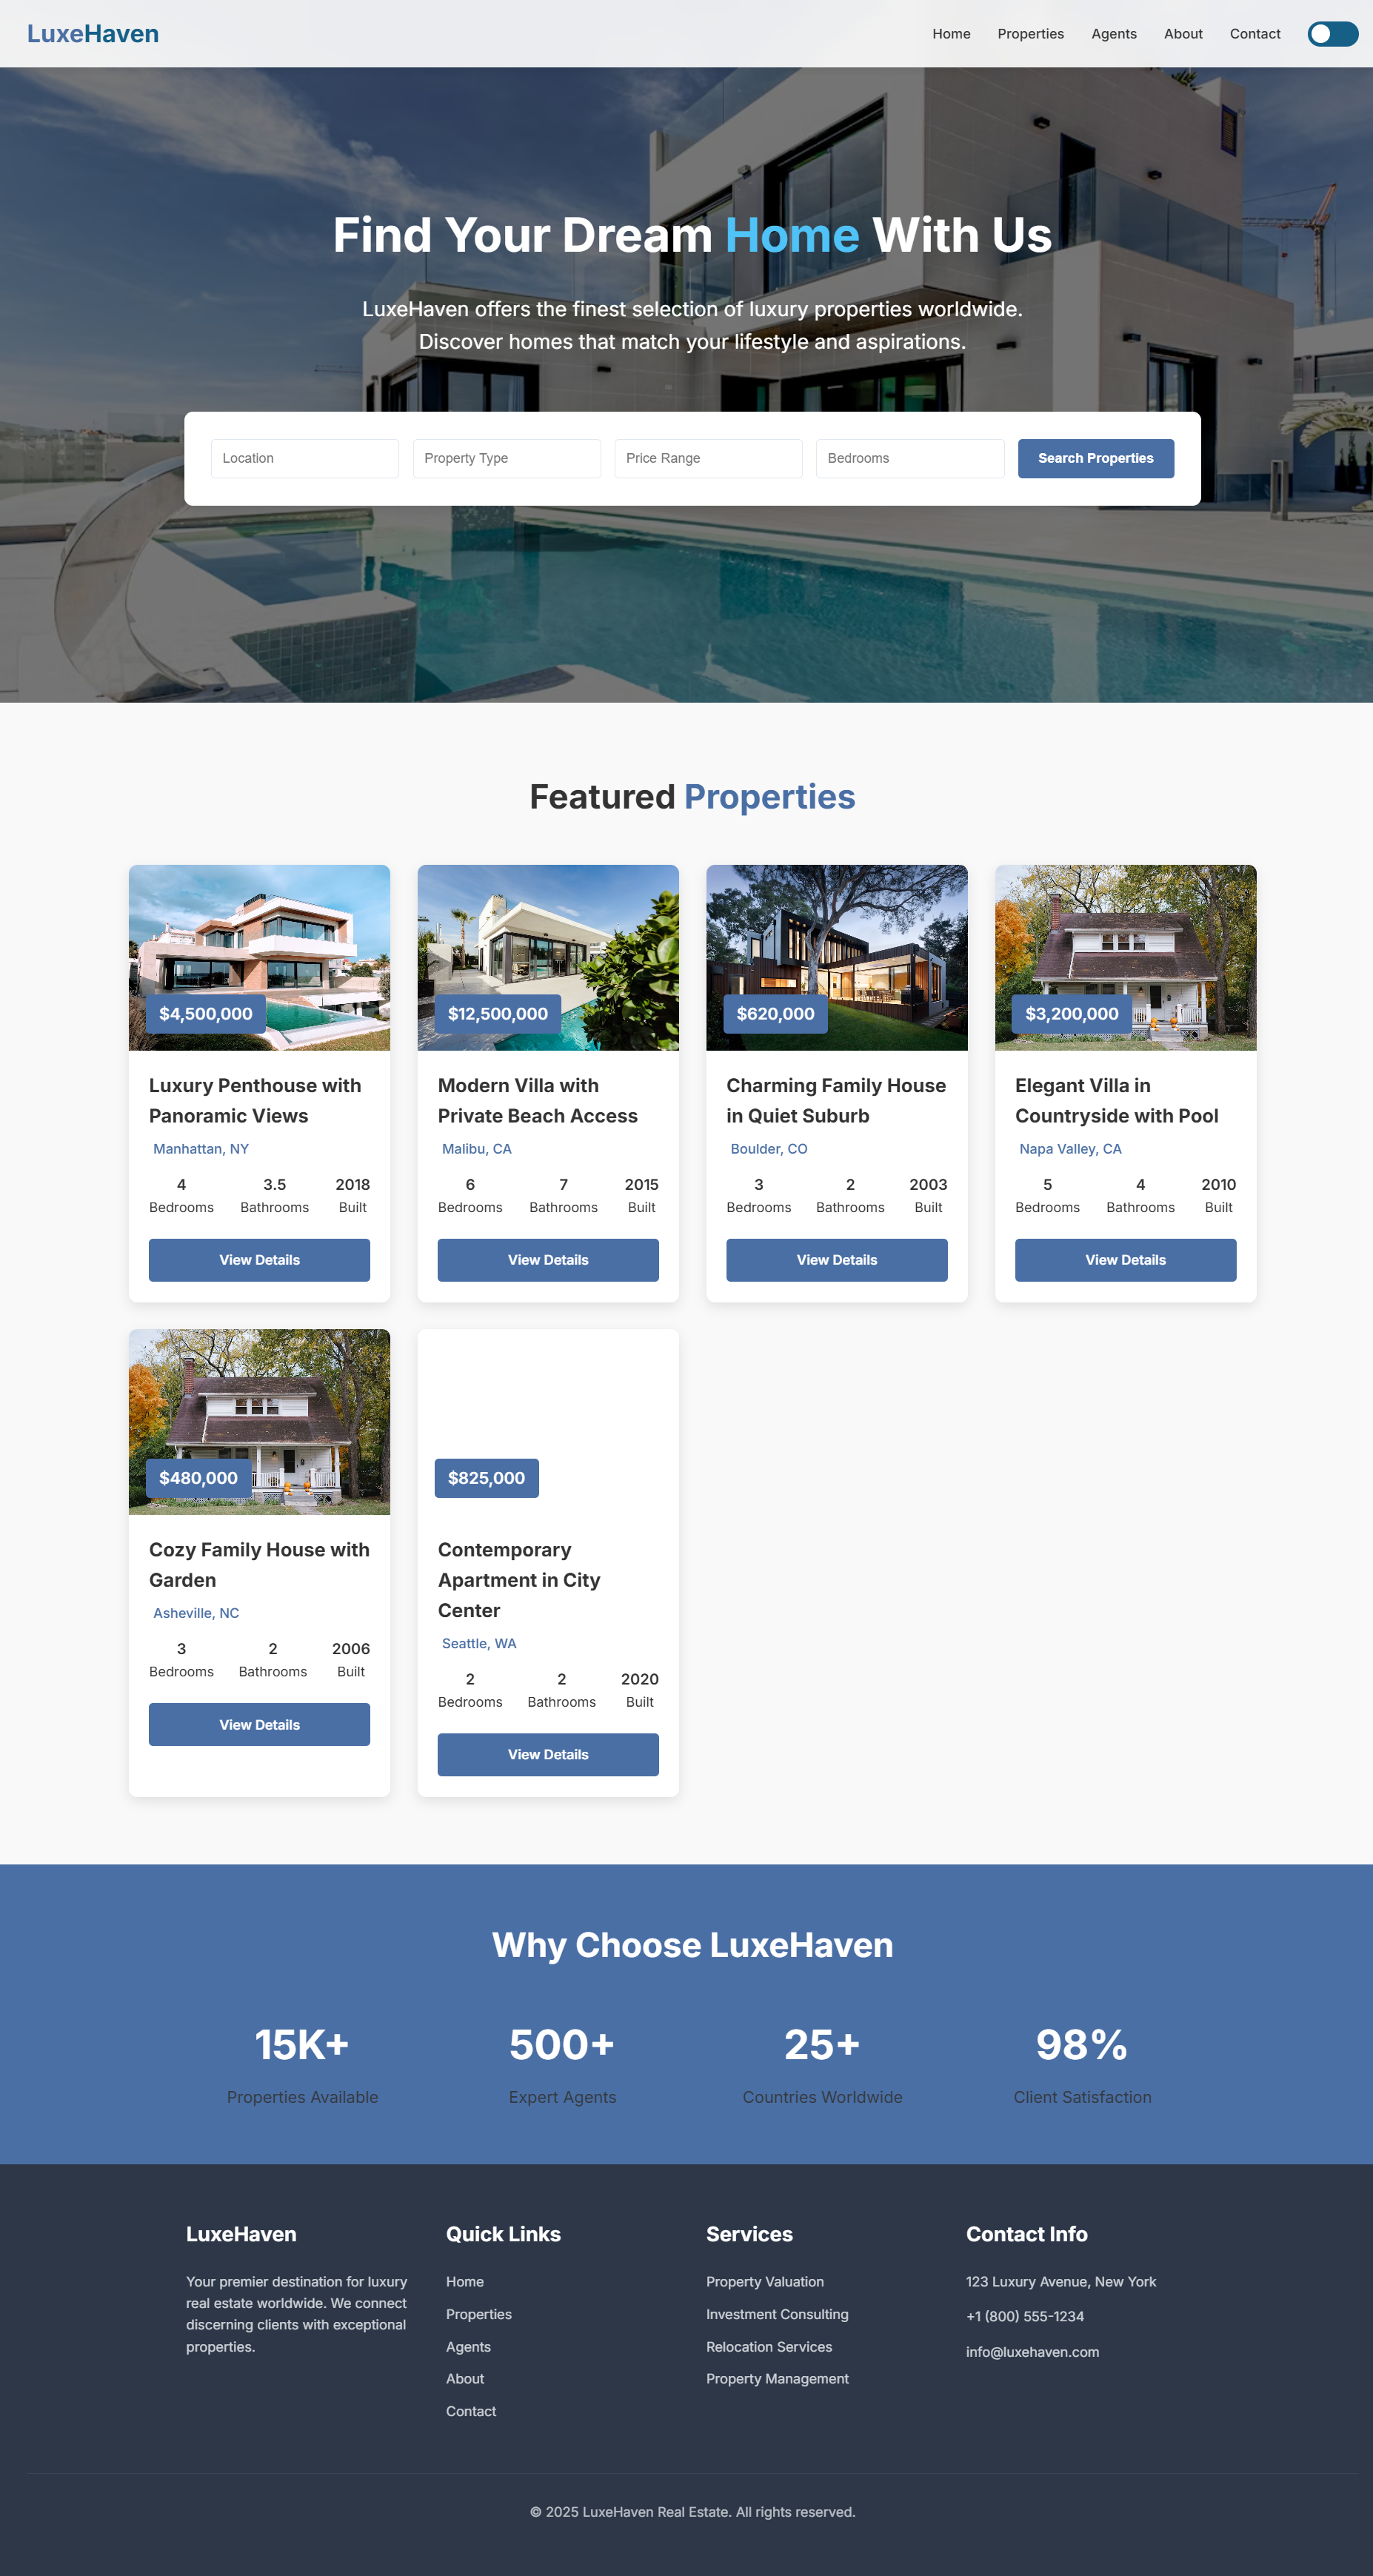 LuxeHaven
Home Properties Agents About Contact
Find Your Dream Home With Us
LuxeHaven offers the finest selection of luxury properties worldwide.
Discover homes that match your lifestyle and aspirations.
Location Property Type Price Range Bedrooms Search Properties
Featured Properties
$4,500,000
Luxury Penthouse with
Panoramic Views
Manhattan, NY
4 3.5 2018
Bedrooms Bathrooms Built
View Details
$12,500,000
Modern Villa with
Private Beach Access
Malibu, CA
6 7 2015
Bedrooms Bathrooms Built
View Details
$620,000
Charming Family House
in Quiet Suburb
Boulder, CO
3 2 2003
Bedrooms Bathrooms Built
View Details
$3,200,000
Elegant Villa in
Countryside with Pool
Napa Valley, CA
5 4 2010
Bedrooms Bathrooms Built
View Details
$480,000
Cozy Family House with
Garden
Asheville, NC
3 2 2006
Bedrooms Bathrooms Built
View Details
$825,000
Contemporary
Apartment in City
Center
Seattle, WA
2 2 2020
Bedrooms Bathrooms Built
View Details
Why Choose LuxeHaven
15K+ 500+ 25+ 98%
Properties Available Expert Agents Countries Worldwide Client Satisfaction
LuxeHaven
Your premier destination for luxury
real estate worldwide. We connect
discerning clients with exceptional
properties.
Quick Links
Home
Properties
Agents
About
Contact
Services
Property Valuation
Investment Consulting
Relocation Services
Property Management
Contact Info
123 Luxury Avenue, New York
+1 (800) 555-1234
info@luxehaven.com
© 2025 LuxeHaven Real Estate. All rights reserved.